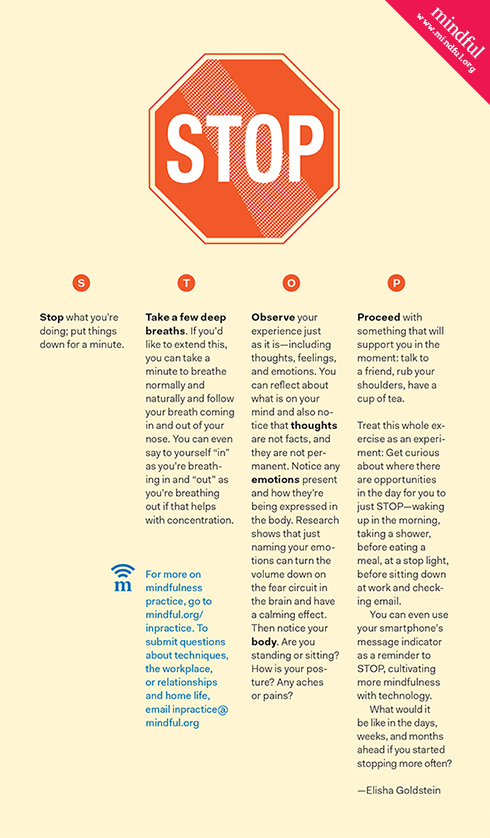 mindful
www.mindful.org
STOP
S
T
O
P
Stop what you're
doing; put things
down for a minute.
Take a few deep
breaths. If you'd
like to extend this,
you can take a
minute to breathe
normally and
naturally and follow
your breath coming
in and out of your
nose. You can even
say to yourself “in”
as you're breath-
ing in and “out” as
you're breathing
out if that helps
with concentration.
m
For more on
mindfulness
practice, go to
mindful.org/
inpractice. To
submit questions
about techniques,
the workplace,
or relationships
and home life,
email inpractice@
mindful.org
Observe your
experience just
as it is—including
thoughts, feelings,
and emotions. You
can reflect about
what is on your
mind and also no-
tice that thoughts
are not facts, and
they are not per-
manent. Notice any
emotions present
and how they're
being expressed in
the body. Research
shows that just
naming your emo-
tions can turn the
volume down on
the fear circuit in
the brain and have
a calming effect.
Then notice your
body. Are you
standing or sitting?
How is your pos-
ture? Any aches
or pains?
Proceed with
something that will
support you in the
moment: talk to
a friend, rub your
shoulders, have a
cup of tea.
Treat this whole ex-
ercise as an experi-
ment: Get curious
about where there
are opportunities
in the day for you to
just STOP—waking
up in the morning,
taking a shower,
before eating a
meal, at a stop light,
before sitting down
at work and check-
ing email.
You can even use
your smartphone's
message indicator
as a reminder to
STOP, cultivating
more mindfulness
with technology.
What would it
be like in the days,
weeks, and months
ahead if you started
stopping more often?
—Elisha Goldstein